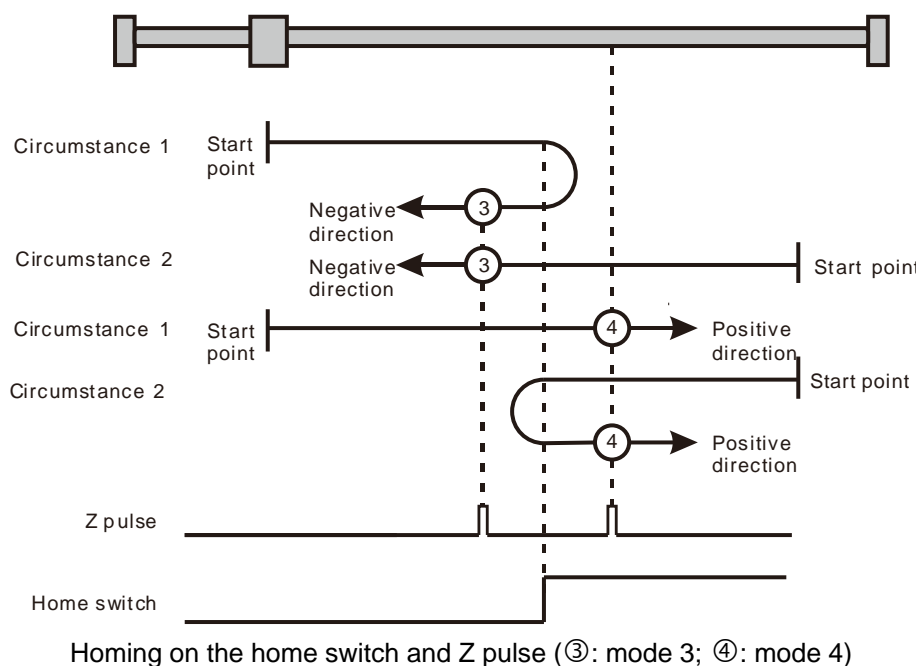 Circumstance 1
Start
point
3
Negative
direction
Circumstance 2
3
Negative
direction
Start point
Circumstance 1
Start
point
4
Positive
direction
Circumstance 2
Start point
4
Positive
direction
Z pulse
Home switch
Homing on the home switch and Z pulse (③: mode 3; ④: mode 4)